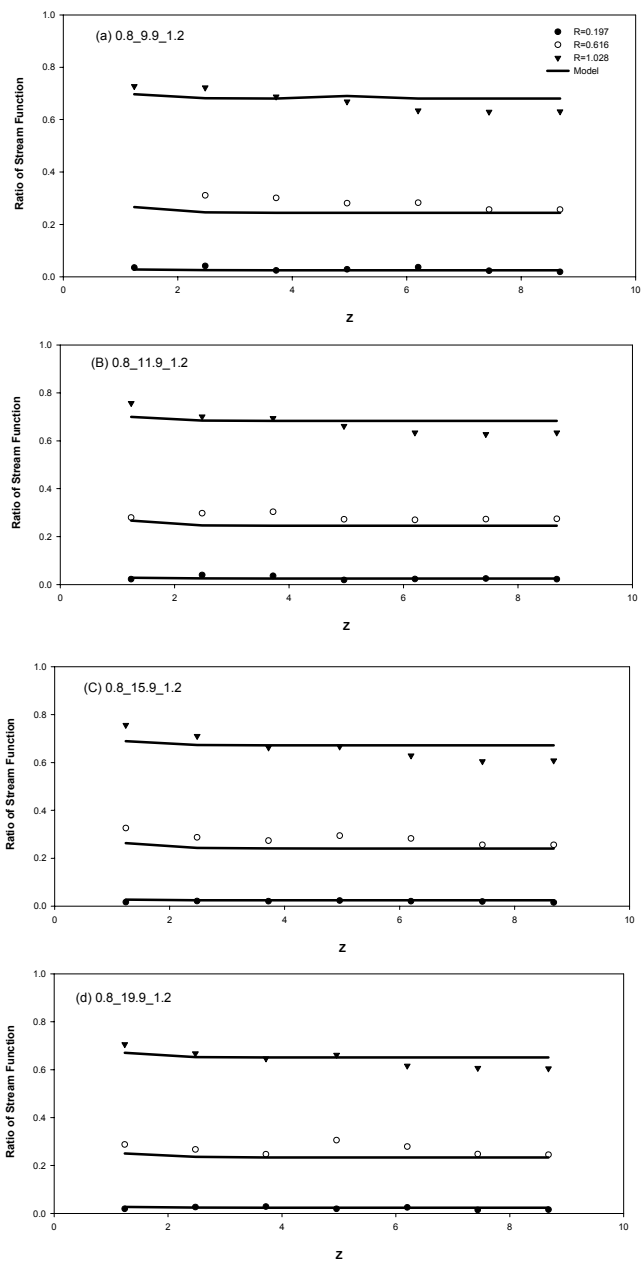 (a) 0.8_9.9_1.2
R=0.197
R=0.616
R=1.028
Model
Ratio of Stream Function
1.0
0.8
0.6
0.4
0.2
0.0
0 2 4 6 8 10
Z
(B) 0.8_11.9_1.2
Ratio of Stream Function
1.0
0.8
0.6
0.4
0.2
0.0
0 2 4 6 8 10
Z
(C) 0.8_15.9_1.2
Ratio of Stream Function
1.0
0.8
0.6
0.4
0.2
0.0
0 2 4 6 8 10
Z
(d) 0.8_19.9_1.2
Ratio of Stream Function
1.0
0.8
0.6
0.4
0.2
0.0
0 2 4 6 8 10
Z